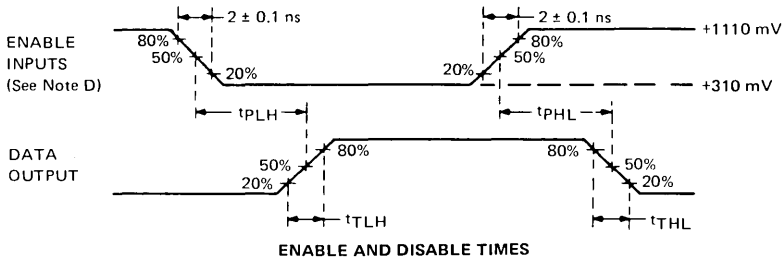 2 ± 0.1 ns
2 ± 0.1 ns
ENABLE
INPUTS
(See Note D)
80%
50%
20%
80%
50%
20%
+1110 mV
+310 mV
tPLH
tPHL
DATA
OUTPUT
80%
50%
20%
80%
50%
20%
tTLH
tTHL
ENABLE AND DISABLE TIMES